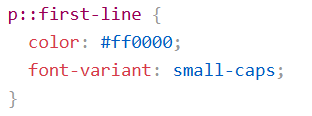 p::first-line {
  color: #ff0000;
  font-variant: small-caps;
}